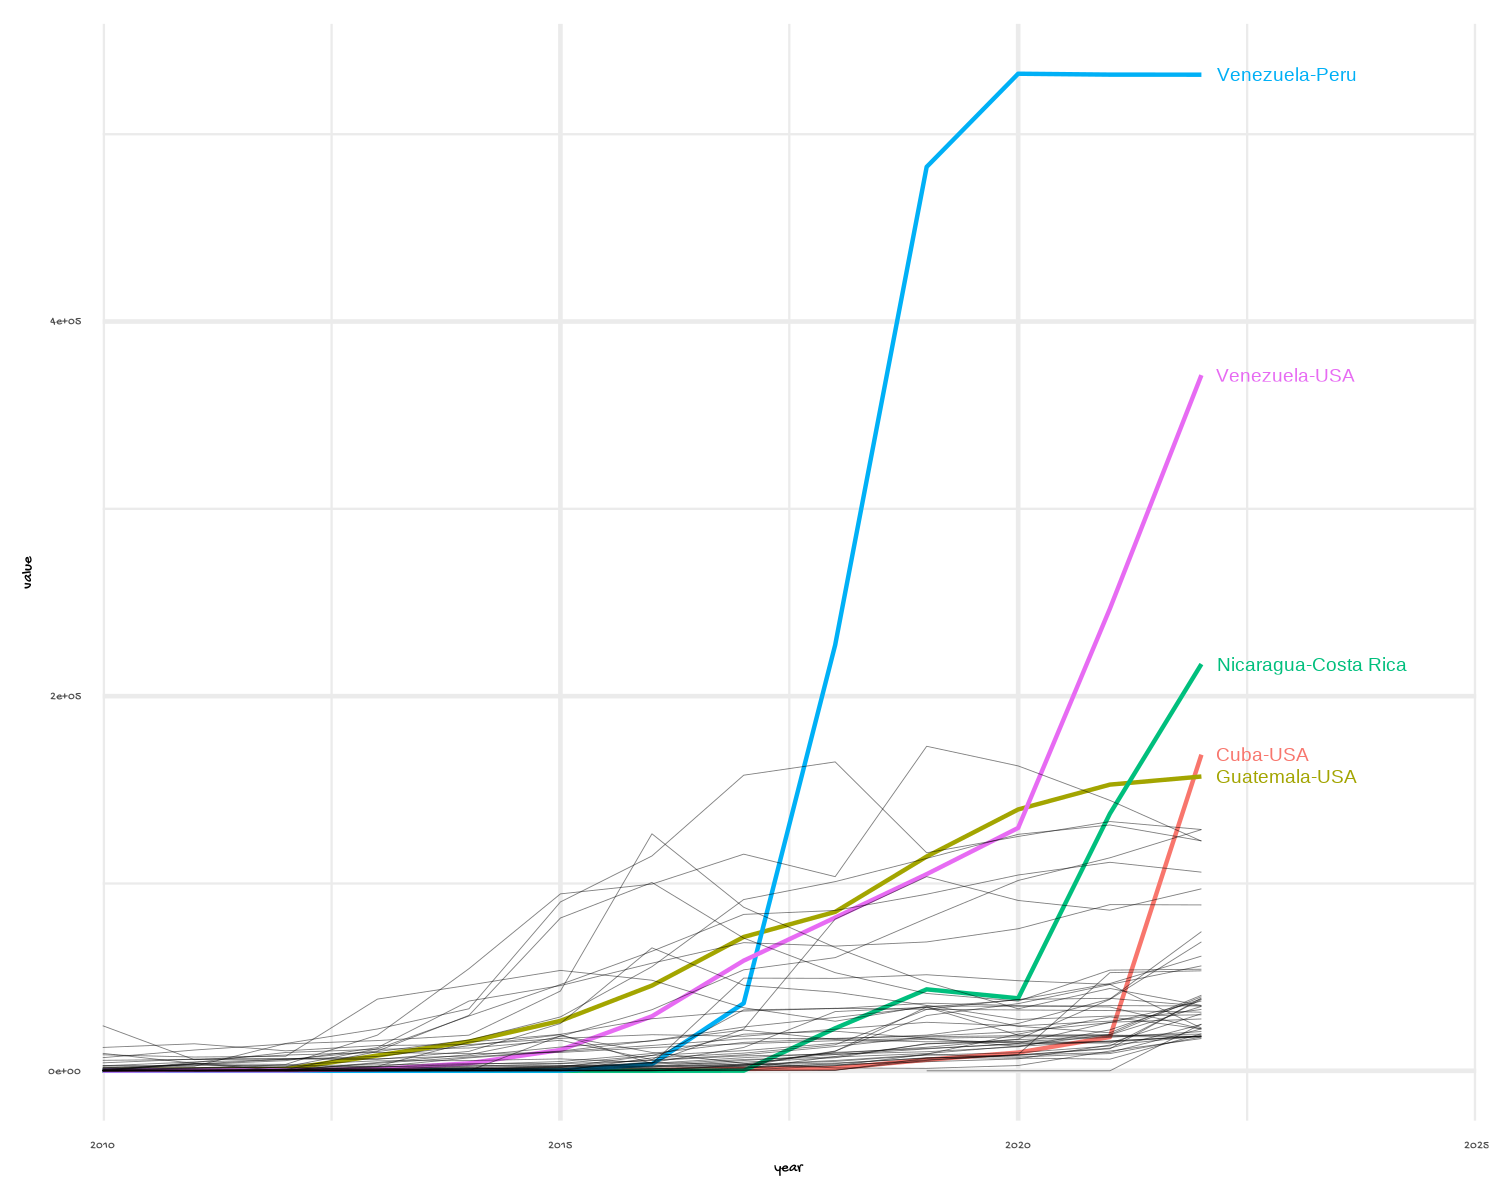 Venezuela-Peru
4e+05
Venezuela-USA
value
Nicaragua-Costa Rica
2e+05
Cuba-USA
Guatemala-USA
0e+00
2010 2015 2020 2025
year